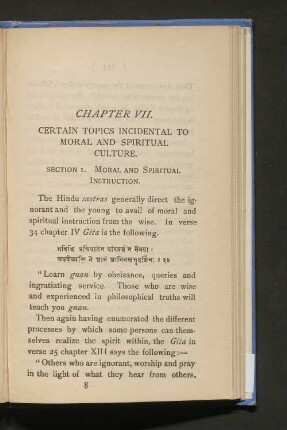 CHAPTER VII.
CERTAIN TOPICS INCIDENTAL TO
MORAL AND SPIRITUAL
CULTURE.
SECTION 1. MORAL AND SPIRITUAL
INSTRUCTION.
The Hindu sastras generally direct the ig-
norant and the young to avail of moral and
spiritual instruction from the wise. In verse
34 chapter IV Gita is the following.
तद्विद्धि प्रणिपातेन परिप्रश्नेन सेवया।
"Learn gnan by obeisance, queries and
ingratiating service. Those who are wise
and experienced in philosophical truths will
teach you gnan.
Then again having enumerated the different
processes by which some persons can them-
selves realize the spirit within, the Gita in
verse 25 chapter XIII says the following:—
"Others who are ignorant, worship and pray
in the light of what they hear from others.
8